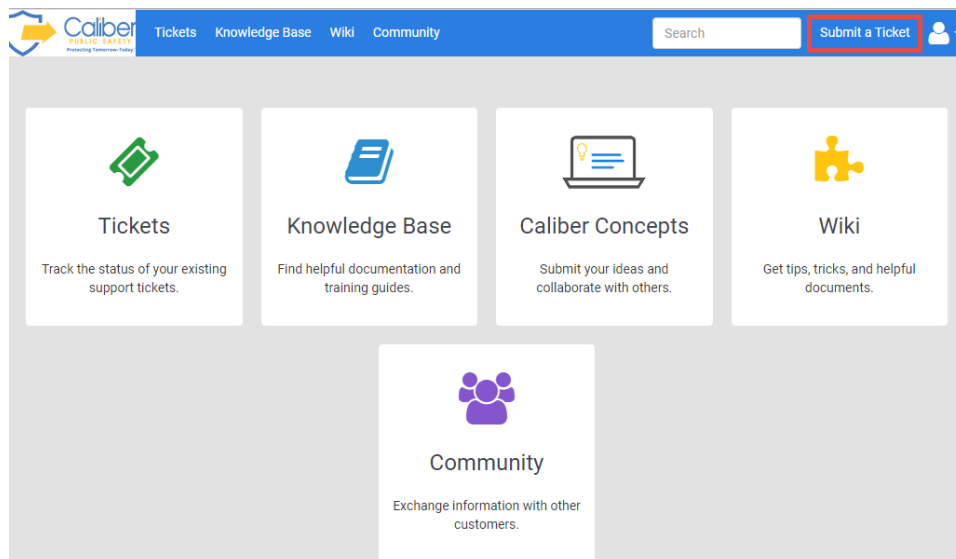 Caliber
PUBLIC SAFETY
Protecting Tomorrow-Today.
Tickets Knowledge Base Wiki Community
Search
Submit a Ticket
Tickets
Track the status of your existing
support tickets.
Knowledge Base
Find helpful documentation and
training guides.
Caliber Concepts
Submit your ideas and
collaborate with others.
Wiki
Get tips, tricks, and helpful
documents.
Community
Exchange information with other
customers.